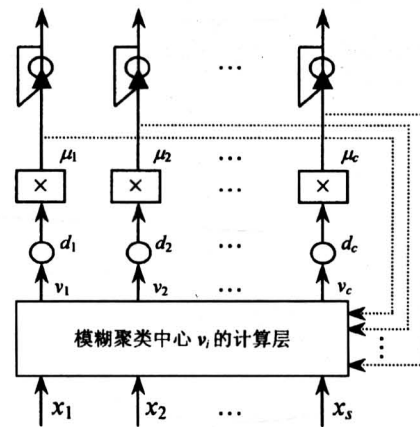 ...
μ₁ μ₂ ... μc
× × ... ×
d₁ d₂ ... dc
v₁ v₂ ... vc
模糊聚类中心 vᵢ 的计算层
⋮
x₁ x₂ ... xₛ